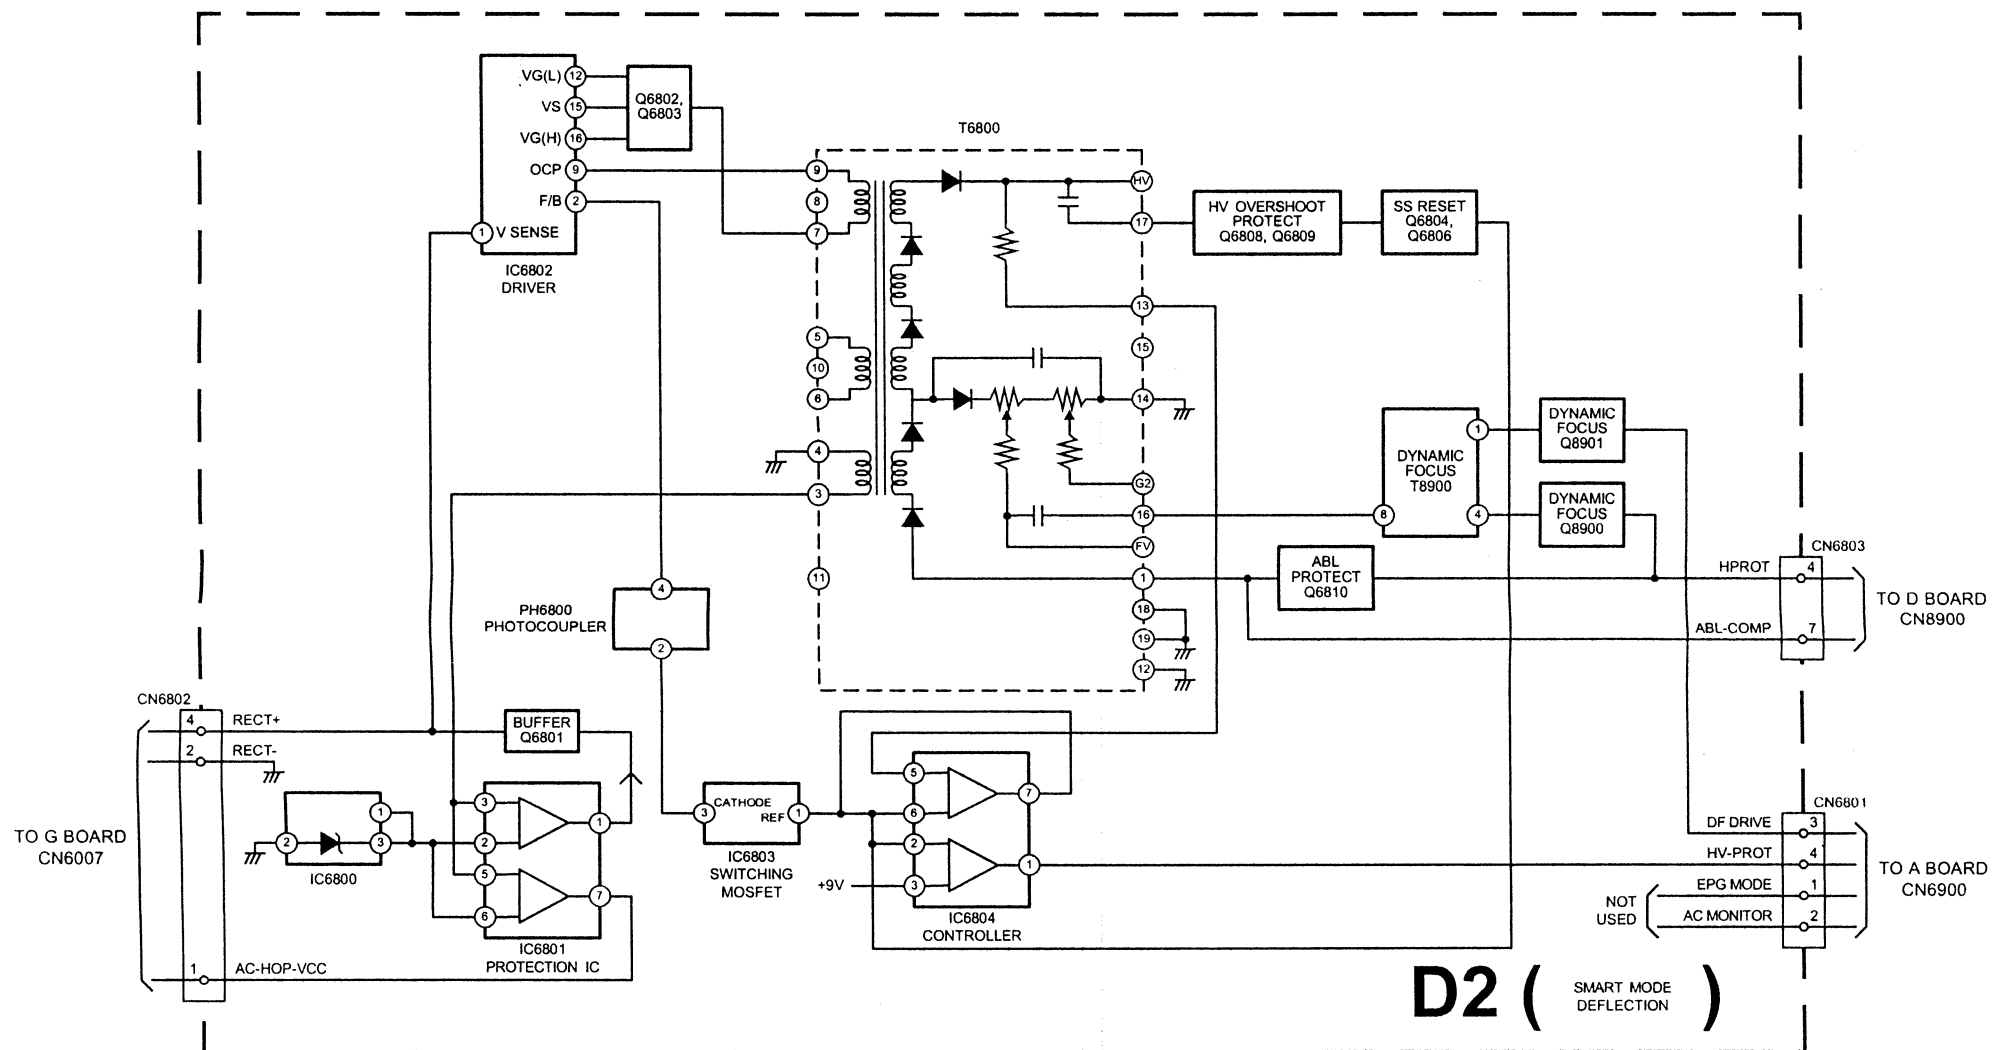 VG(L) 12
VS 15
VG(H) 16
OCP 9
F/B 2
1 V SENSE
IC6802
DRIVER
Q6802,
Q6803
T6800
9
8
7
5
10
6
4
3
11
HV
17
13
15
14
G2
16
FV
1
18
19
12
HV OVERSHOOT
PROTECT
Q6808, Q6809
SS RESET
Q6804,
Q6806
DYNAMIC
FOCUS
T8900
1
8
4
DYNAMIC
FOCUS
Q8901
DYNAMIC
FOCUS
Q8900
ABL
PROTECT
Q6810
CN6803
HPROT 4
ABL-COMP 7
TO D BOARD
CN8900
4
PH6800
PHOTOCOUPLER
2
CN6802
4 RECT+
2 RECT-
1 AC-HOP-VCC
TO G BOARD
CN6007
BUFFER
Q6801
1
2
3
IC6800
3
2
1
5
6
7
IC6801
PROTECTION IC
3 CATHODE
REF 1
IC6803
SWITCHING
MOSFET
5
7
6
2
1
+9V 3
IC6804
CONTROLLER
CN6801
DF DRIVE 3
HV-PROT 4
EPG MODE 1
AC MONITOR 2
NOT
USED
TO A BOARD
CN6900
D2 ( SMART MODE
DEFLECTION )